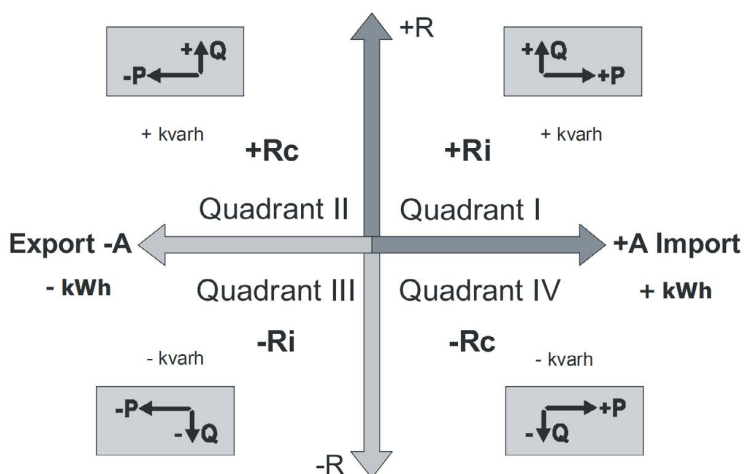 +R
+Q
-P
+Q
+P
+ kvarh
+ kvarh
+Rc
+Ri
Quadrant II
Quadrant I
Export -A
+A Import
- kWh
+ kWh
Quadrant III
Quadrant IV
-Ri
-Rc
- kvarh
- kvarh
-P
-Q
+P
-Q
-R